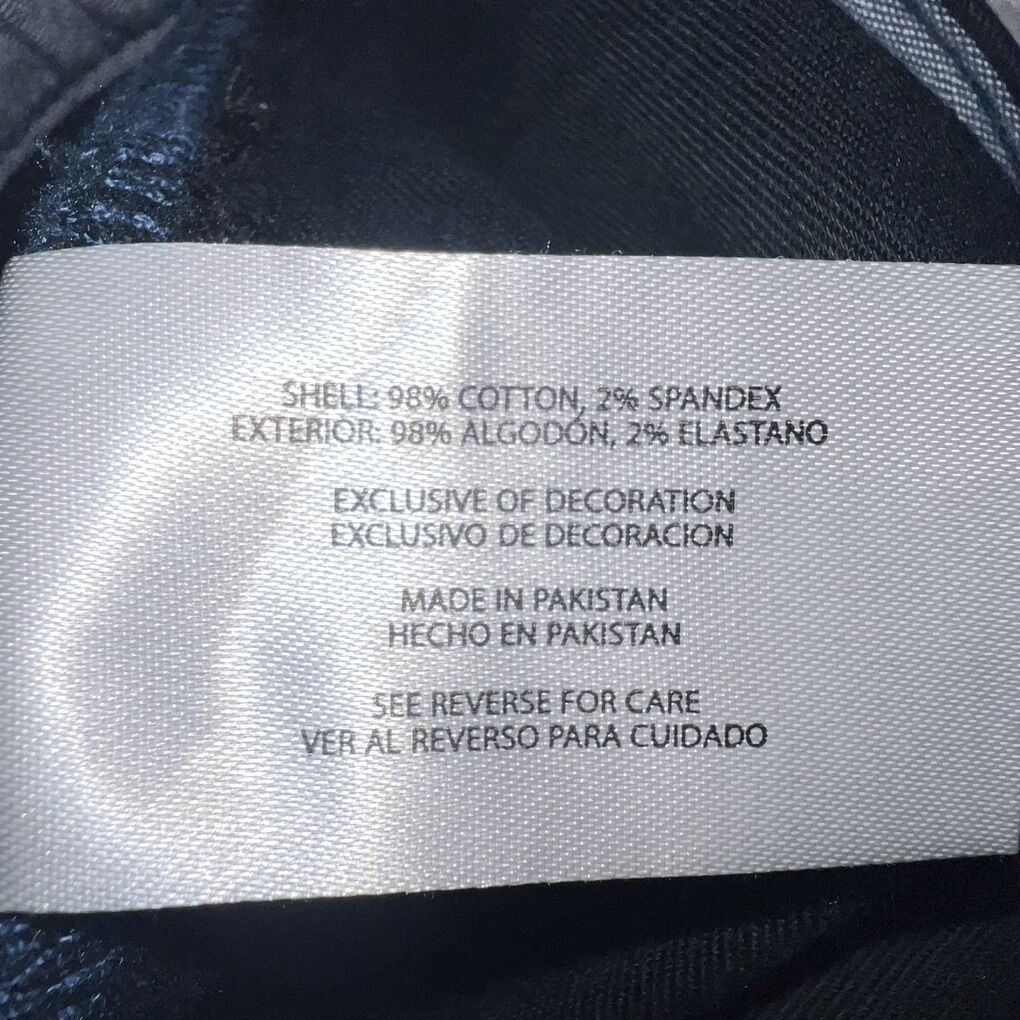 SHELL: 98% COTTON, 2% SPANDEX
EXTERIOR: 98% ALGODÓN, 2% ELASTANO
EXCLUSIVE OF DECORATION
EXCLUSIVO DE DECORACION
MADE IN PAKISTAN
HECHO EN PAKISTAN
SEE REVERSE FOR CARE
VER AL REVERSO PARA CUIDADO